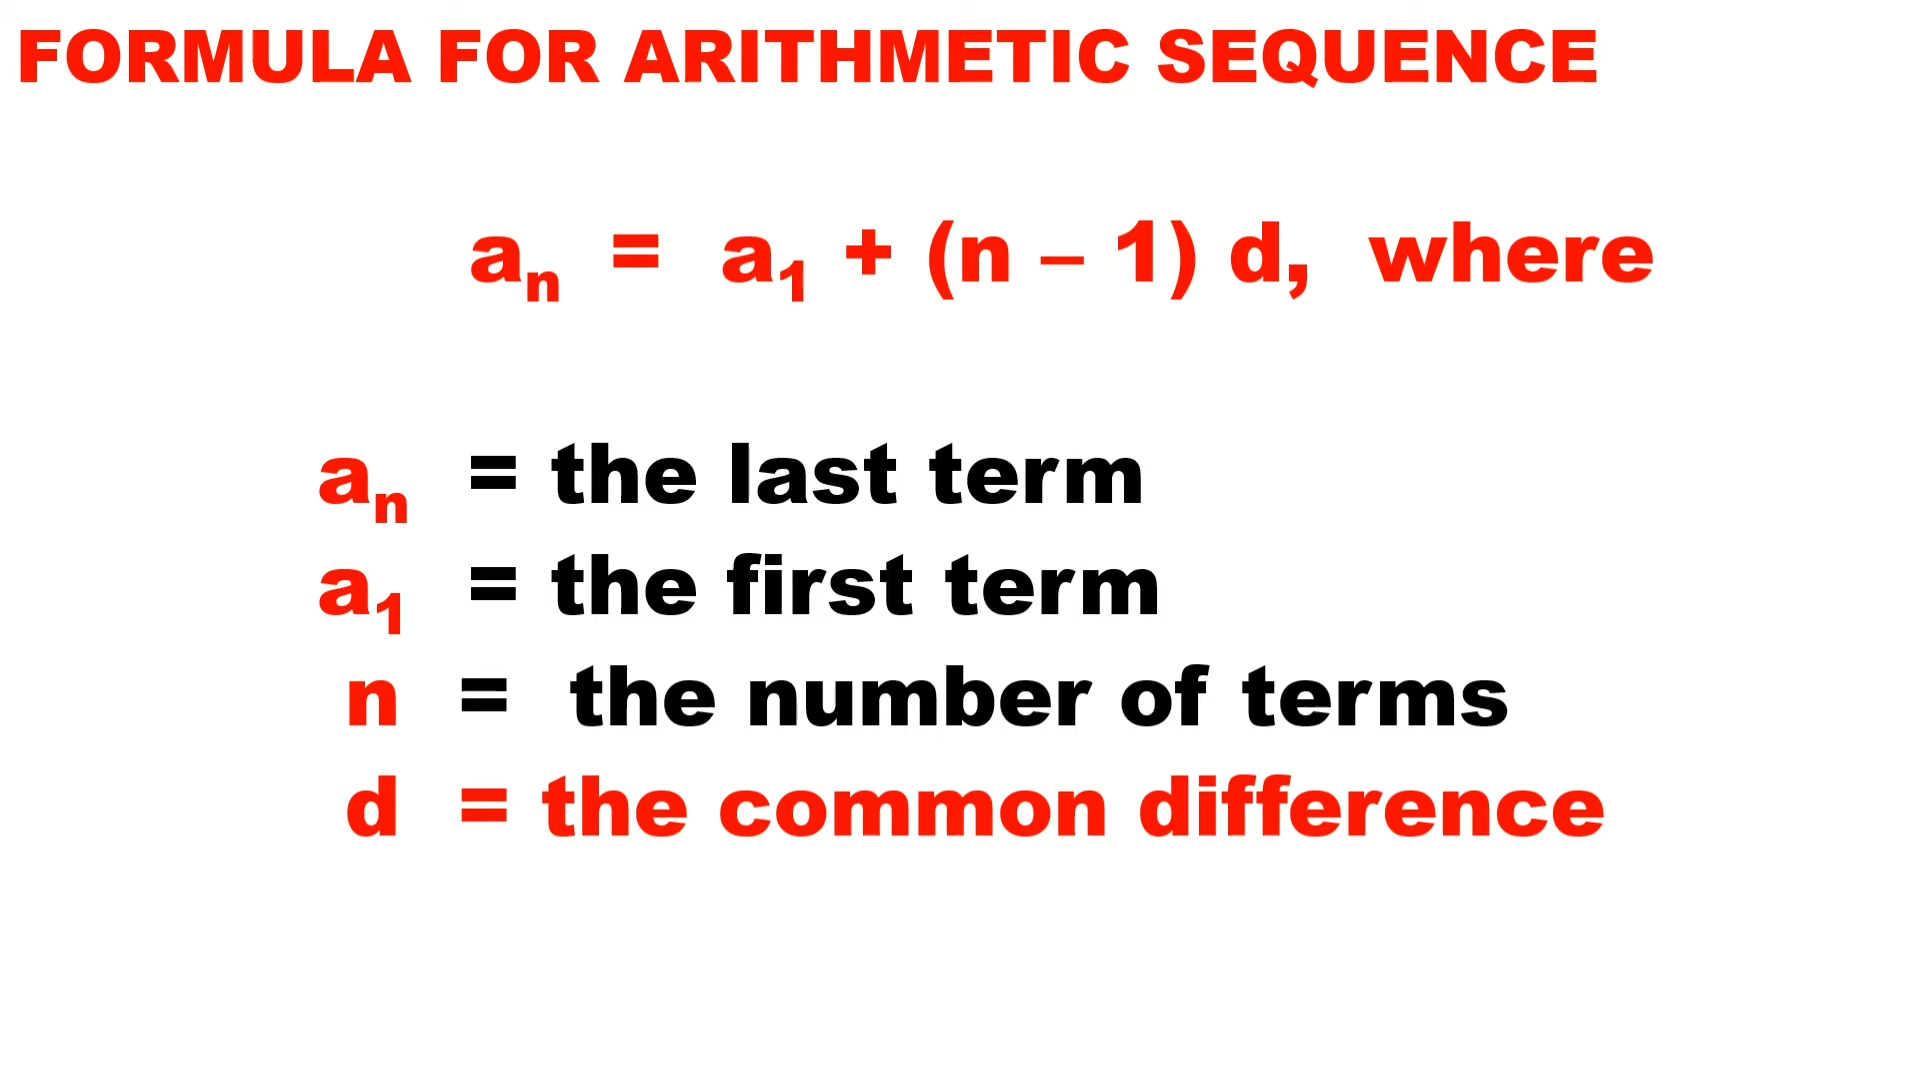 FORMULA FOR ARITHMETIC SEQUENCE
aₙ = a₁ + (n – 1) d, where
aₙ = the last term
a₁ = the first term
n = the number of terms
d = the common difference